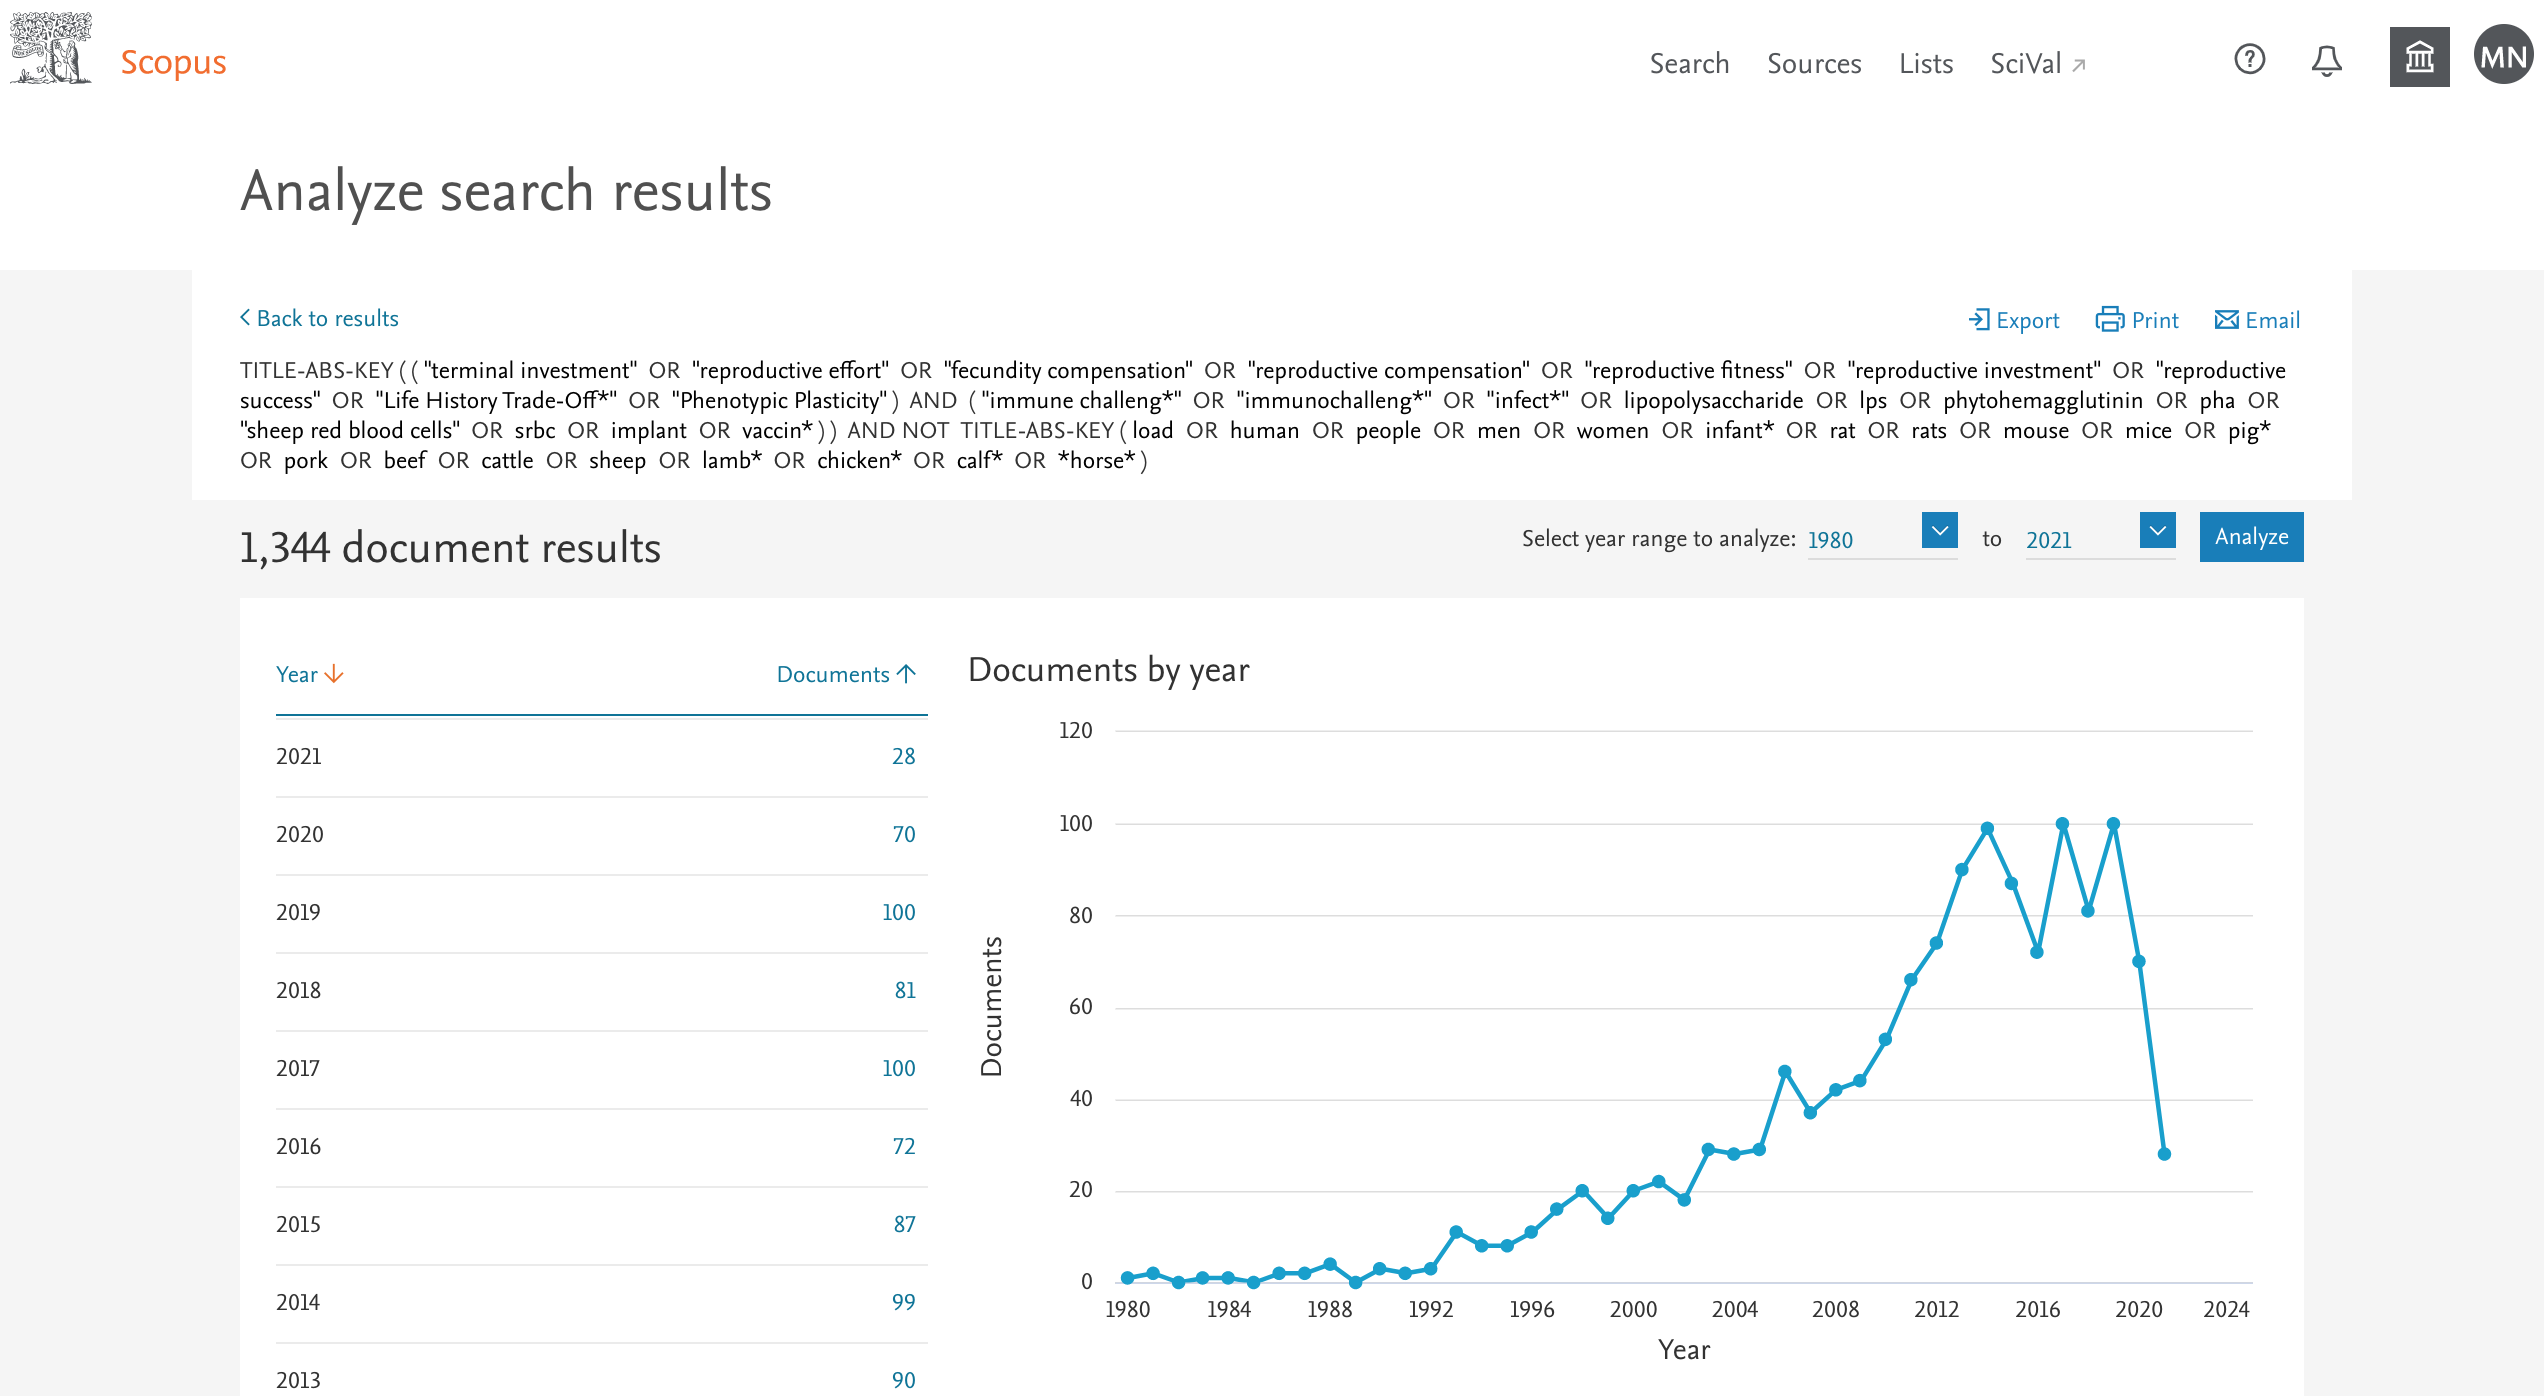 Scopus
Search Sources Lists SciVal
MN
Analyze search results
Back to results
Export Print Email
TITLE-ABS-KEY ( ( "terminal investment" OR "reproductive effort" OR "fecundity compensation" OR "reproductive compensation" OR "reproductive fitness" OR "reproductive investment" OR "reproductive
success" OR "Life History Trade-Off*" OR "Phenotypic Plasticity" ) AND ( "immune challeng*" OR "immunochalleng*" OR "infect*" OR lipopolysaccharide OR lps OR phytohemagglutinin OR pha OR
"sheep red blood cells" OR srbc OR implant OR vaccin* ) ) AND NOT TITLE-ABS-KEY ( load OR human OR people OR men OR women OR infant* OR rat OR rats OR mouse OR mice OR pig*
OR pork OR beef OR cattle OR sheep OR lamb* OR chicken* OR calf* OR *horse* )
1,344 document results
Select year range to analyze: 1980 to 2021 Analyze
Year Documents
2021 28
2020 70
2019 100
2018 81
2017 100
2016 72
2015 87
2014 99
2013 90
Documents by year
120
100
80
60
40
20
0
Documents
1980 1984 1988 1992 1996 2000 2004 2008 2012 2016 2020 2024
Year